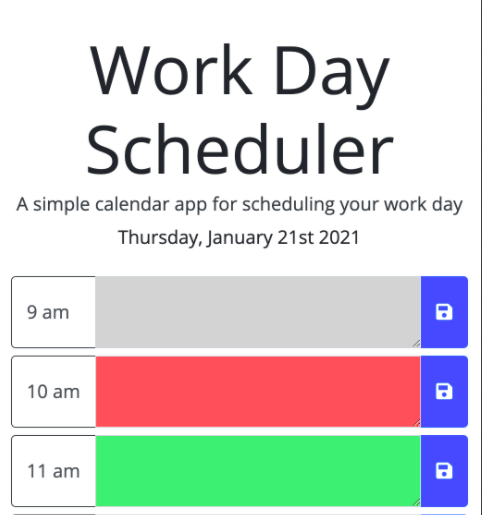 Work Day
Scheduler
A simple calendar app for scheduling your work day
Thursday, January 21st 2021
9 am
10 am
11 am